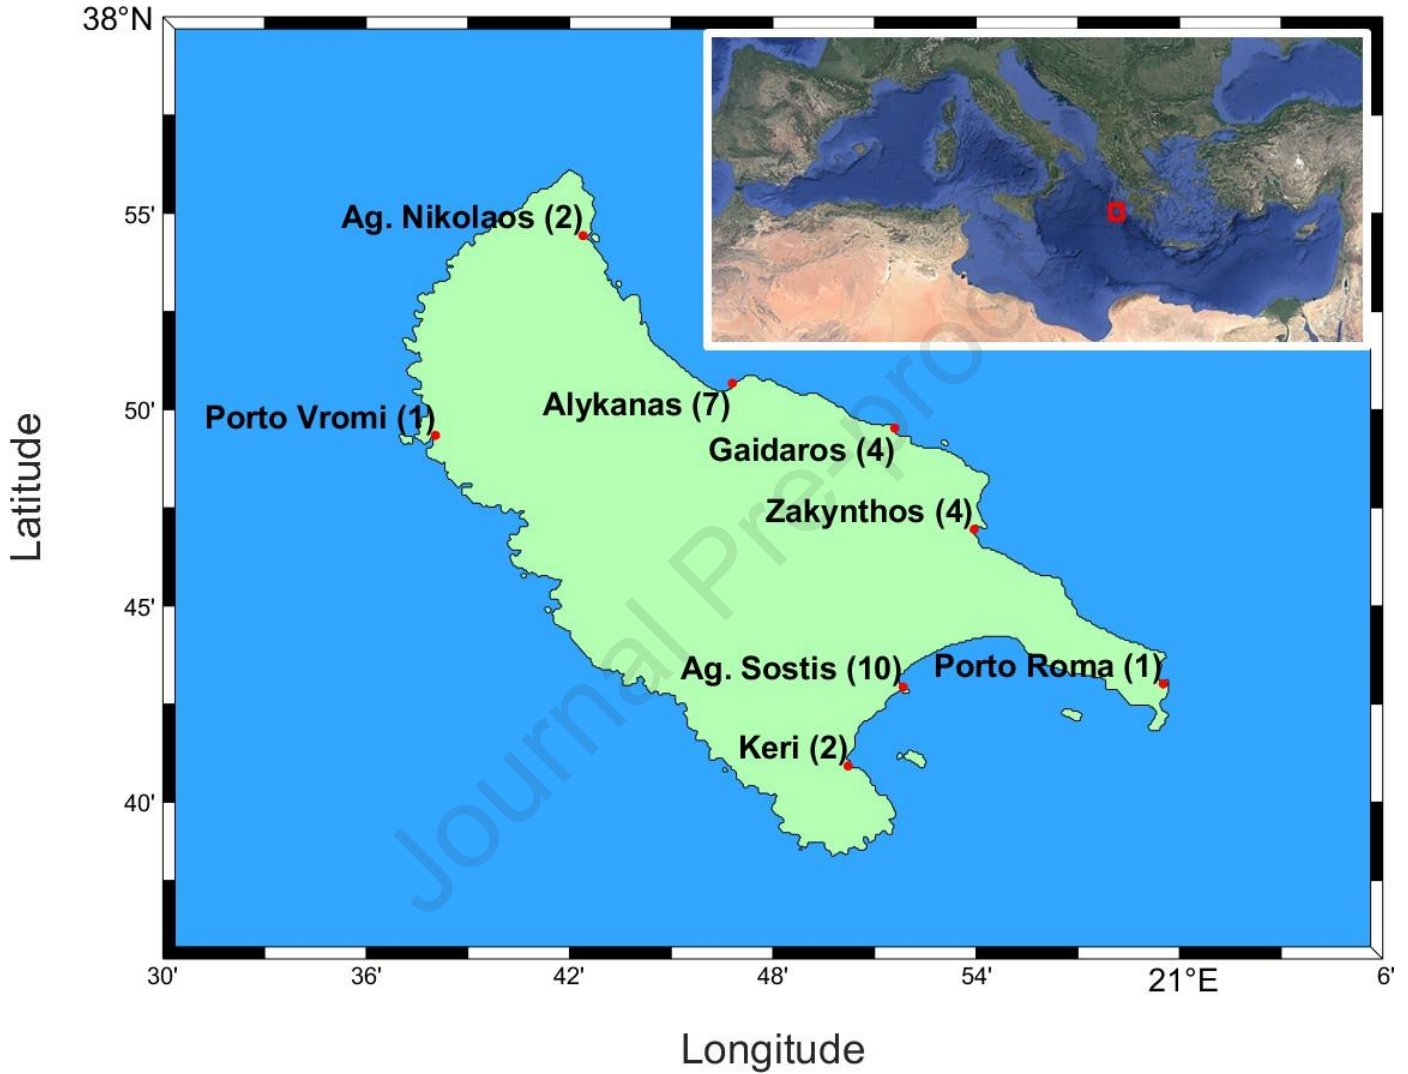 38°N
55'
50'
45'
40'
Latitude
Ag. Nikolaos (2)
Porto Vromi (1)
Alykanas (7)
Gaidaros (4)
Zakynthos (4)
Ag. Sostis (10)
Porto Roma (1)
Keri (2)
Journal Pre-proof
30' 36' 42' 48' 54' 21°E 6'
Longitude